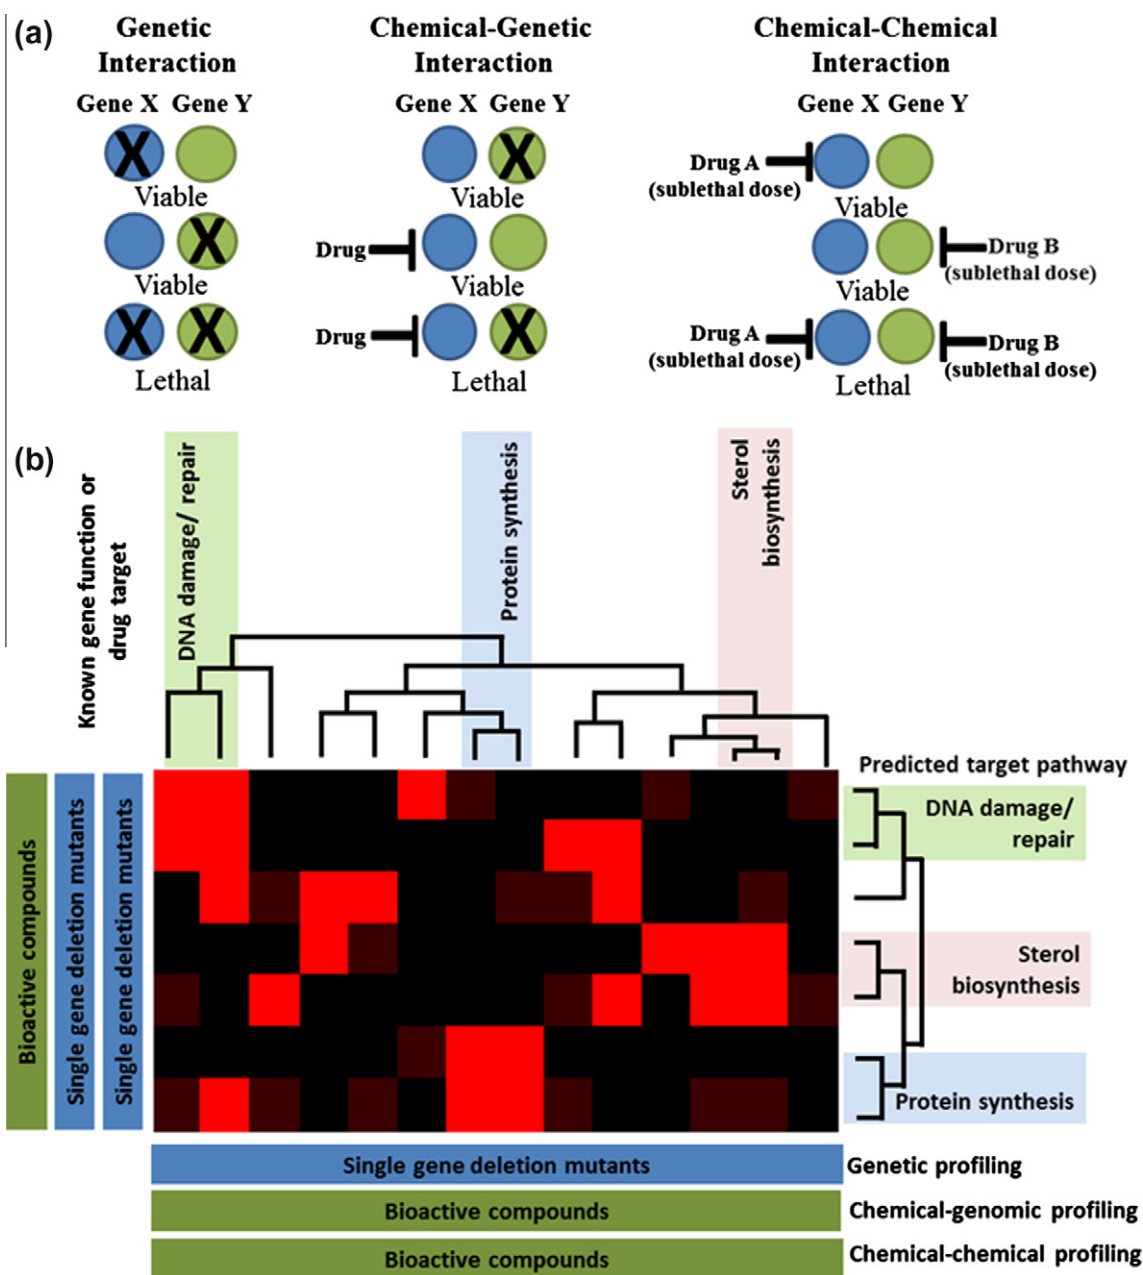 (a)
Genetic
Interaction
Gene X Gene Y
X
Viable
X
Viable
X X
Lethal
Chemical-Genetic
Interaction
Gene X Gene Y
X
Viable
Drug
Viable
Drug
X
Lethal
Chemical-Chemical
Interaction
Gene X Gene Y
Drug A
(sublethal dose)
Viable
Drug B
(sublethal dose)
Viable
Drug A
(sublethal dose)
Drug B
(sublethal dose)
Lethal
(b)
Known gene function or
drug target
DNA damage/ repair
Protein synthesis
Sterol
biosynthesis
Bioactive compounds
Single gene deletion mutants
Single gene deletion mutants
Predicted target pathway
DNA damage/
repair
Sterol
biosynthesis
Protein synthesis
Single gene deletion mutants
Genetic profiling
Bioactive compounds
Chemical-genomic profiling
Bioactive compounds
Chemical-chemical profiling